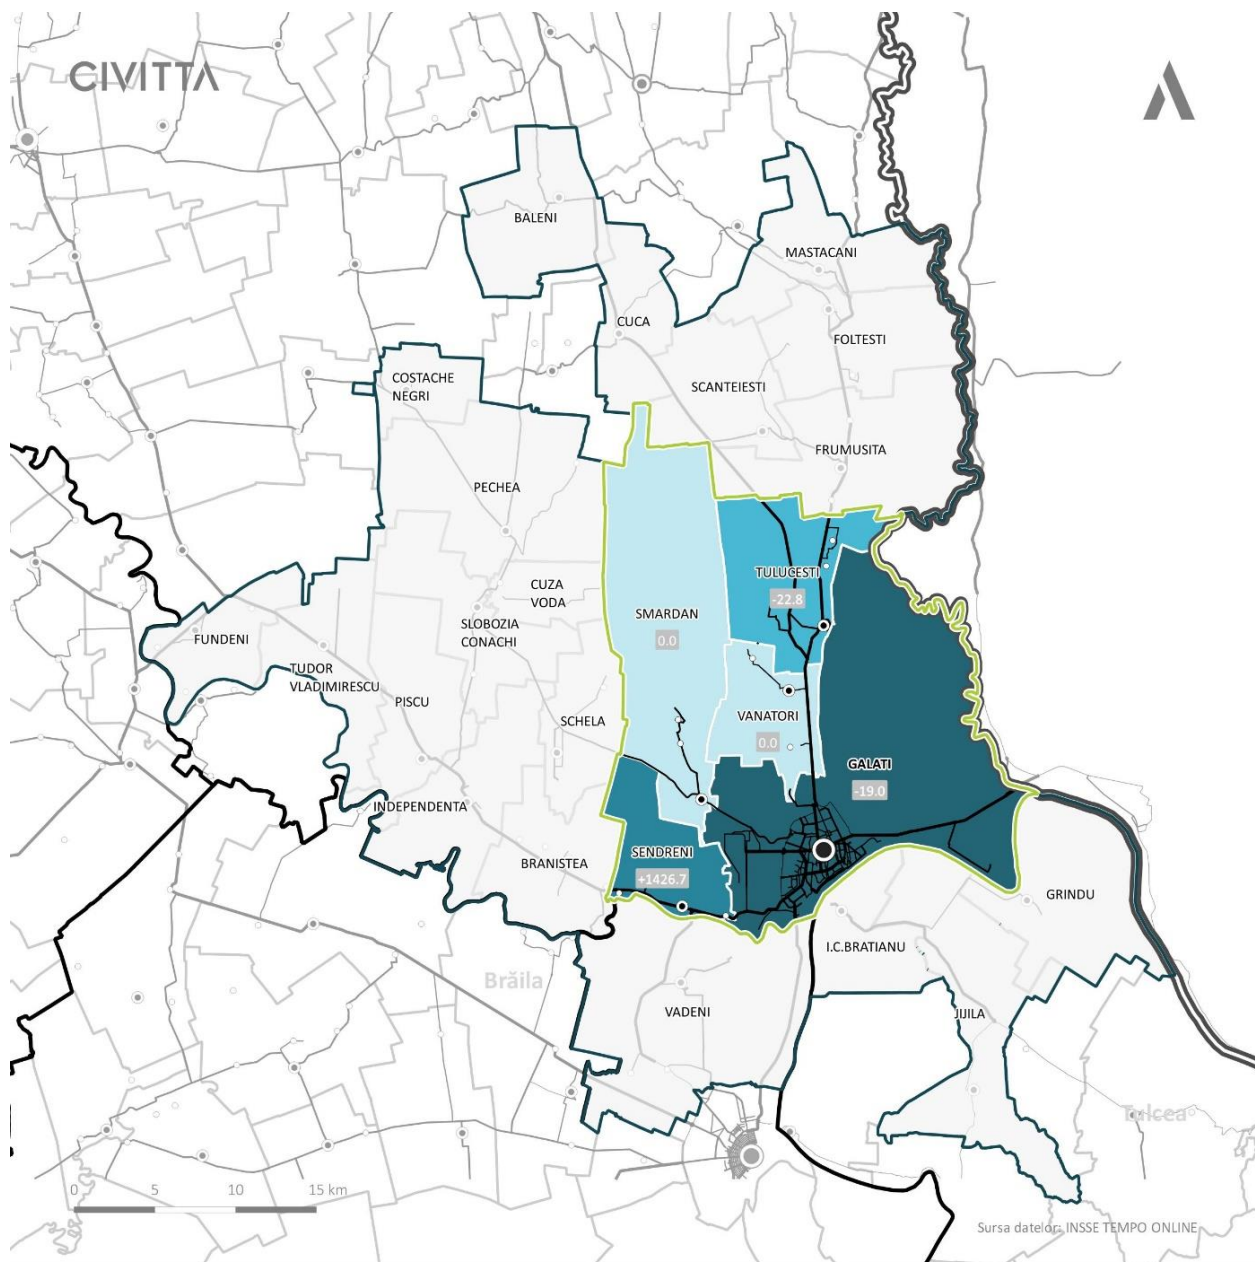 CIVITTA
BALENI
MASTACANI
CUCA
FOLTESTI
COSTACHE
NEGRI
SCANTEIESTI
FRUMUSITA
PECHEA
TULUCESTI
-22.8
CUZA
VODA
SMARDAN
0.0
SLOBOZIA
CONACHI
FUNDENI
TUDOR
VLADIMIRESCU
PISCU
SCHELA
VANATORI
0.0
GALATI
-19.0
INDEPENDENTA
SENDRENI
+1426.7
BRANISTEA
GRINDU
I.C.BRATIANU
Brăila
VADENI
JIJILA
Tulcea
0 5 10 15 km
Sursa datelor: INSSE TEMPO ONLINE